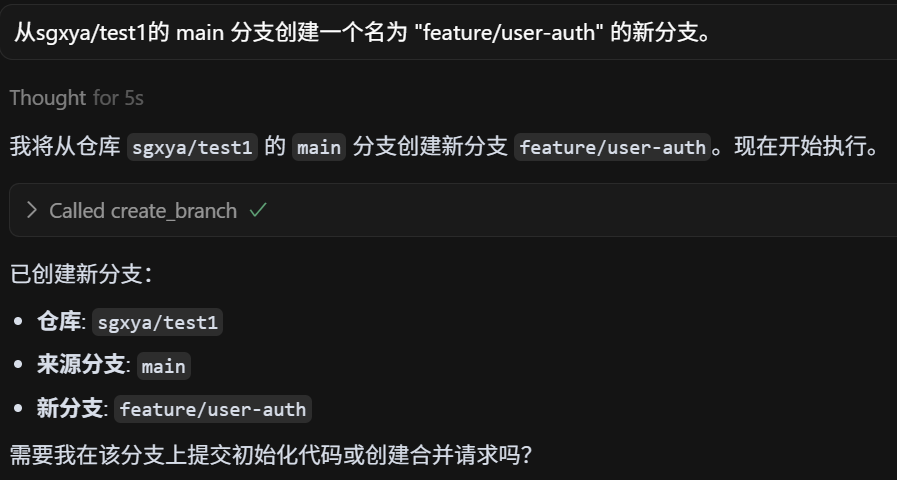 从sgxya/test1的 main 分支创建一个名为 "feature/user-auth" 的新分支。
Thought for 5s
我将从仓库 sgxya/test1 的 main 分支创建新分支 feature/user-auth。现在开始执行。
Called create_branch
已创建新分支：
仓库: sgxya/test1
来源分支: main
新分支: feature/user-auth
需要我在该分支上提交初始化代码或创建合并请求吗？